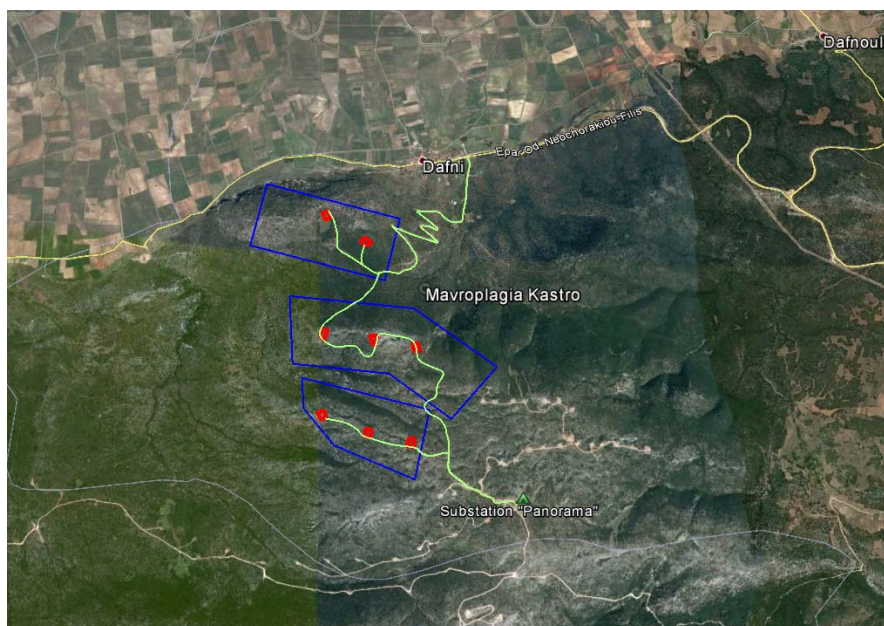 Dafnoul
Epar.Od. Neochorakiou-Filis
Dafni
Mavroplagia Kastro
Substation "Panorama"